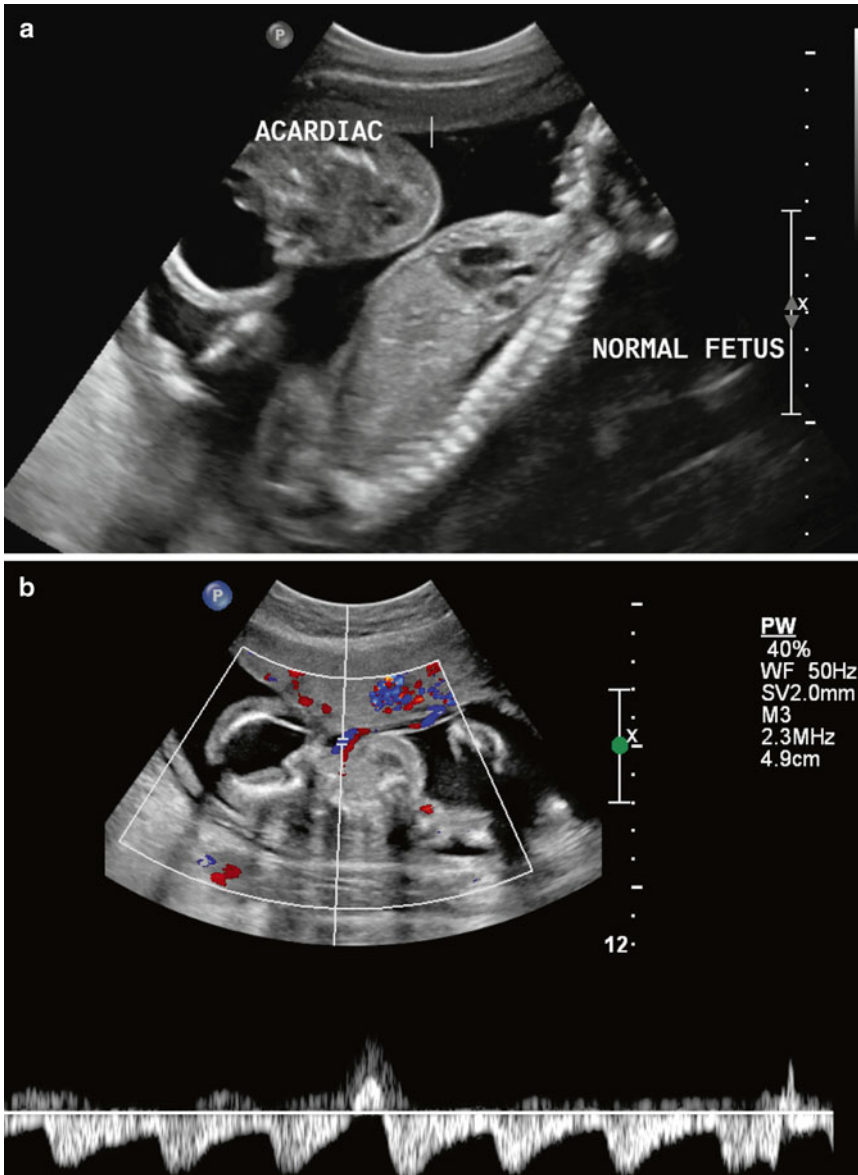 a
P
ACARDIAC
X
NORMAL FETUS
b
P
PW
40%
WF 50Hz
SV2.0mm
M3
2.3MHz
4.9cm
X
12